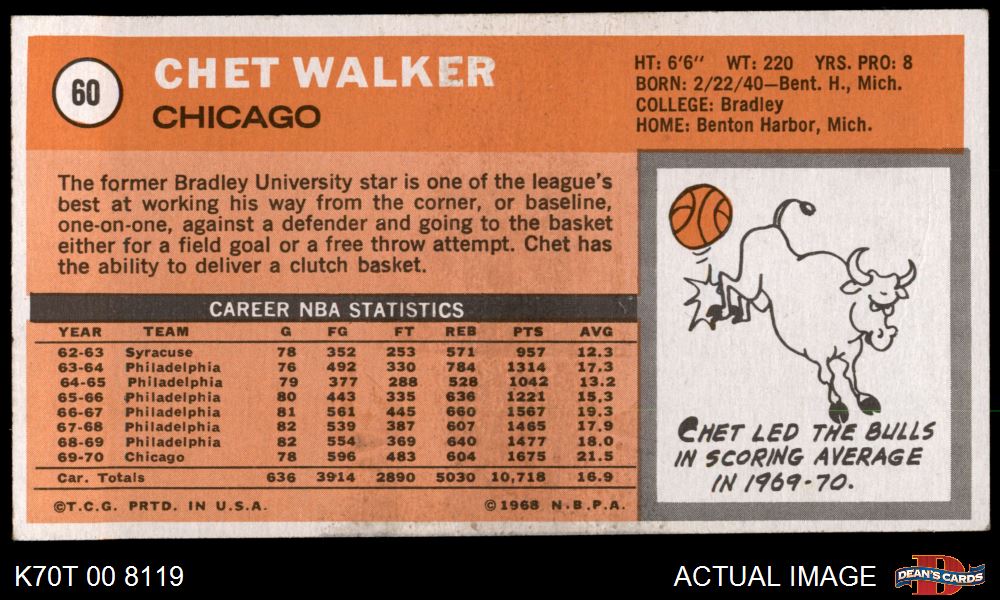 60
CHET WALKER
CHICAGO
HT: 6'6" WT: 220 YRS. PRO: 8
BORN: 2/22/40—Bent. H., Mich.
COLLEGE: Bradley
HOME: Benton Harbor, Mich.
The former Bradley University star is one of the league's
best at working his way from the corner, or baseline,
one-on-one, against a defender and going to the basket
either for a field goal or a free throw attempt. Chet has
the ability to deliver a clutch basket.
CAREER NBA STATISTICS
YEAR TEAM G FG FT REB PTS AVG
62-63 Syracuse 78 352 253 571 957 12.3
63-64 Philadelphia 76 492 330 784 1314 17.3
64-65 Philadelphia 79 377 288 528 1042 13.2
65-66 Philadelphia 80 443 335 636 1221 15.3
66-67 Philadelphia 81 561 445 660 1567 19.3
67-68 Philadelphia 82 539 387 607 1465 17.9
68-69 Philadelphia 82 554 369 640 1477 18.0
69-70 Chicago 78 596 483 604 1675 21.5
Car. Totals 636 3914 2890 5030 10,718 16.9
©T.C.G. PRTD. IN U.S.A. ©1968 N.B.P.A.
CHET LED THE BULLS
IN SCORING AVERAGE
IN 1969-70.
K70T 00 8119
ACTUAL IMAGE
D
DEAN'S CARDS